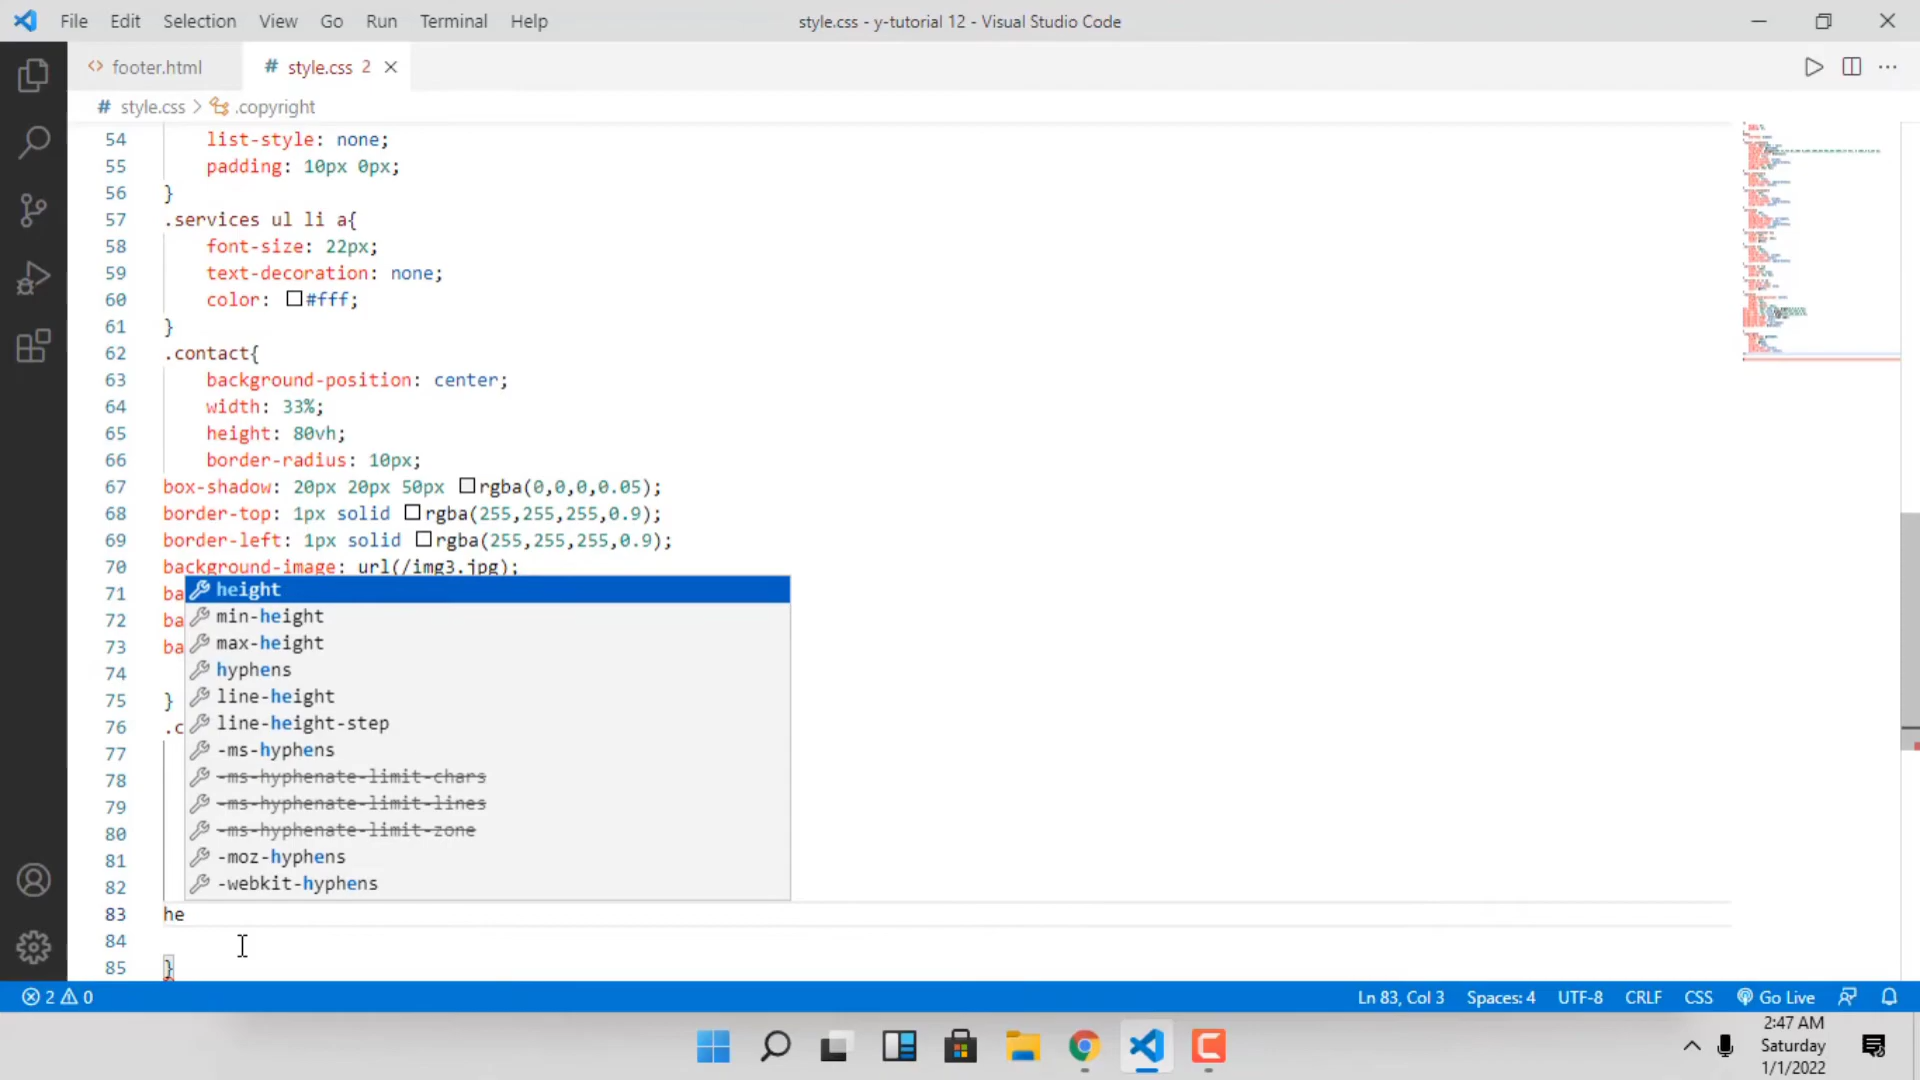 File Edit Selection View Go Run Terminal Help
style.css - y-tutorial 12 - Visual Studio Code
<> footer.html
# style.css 2
# style.css > .copyright
54 list-style: none;
55 padding: 10px 0px;
56 }
57 .services ul li a{
58 font-size: 22px;
59 text-decoration: none;
60 color: #fff;
61 }
62 .contact{
63 background-position: center;
64 width: 33%;
65 height: 80vh;
66 border-radius: 10px;
67 box-shadow: 20px 20px 50px rgba(0,0,0,0.05);
68 border-top: 1px solid rgba(255,255,255,0.9);
69 border-left: 1px solid rgba(255,255,255,0.9);
70 background-image: url(/img3.jpg);
71 ba
height
72 ba
min-height
73 ba
max-height
74
hyphens
75 }
line-height
76 .c
line-height-step
77
-ms-hyphens
78
-ms-hyphenate-limit-chars
79
-ms-hyphenate-limit-lines
80
-ms-hyphenate-limit-zone
81
-moz-hyphens
82
-webkit-hyphens
83 he
84
85 }
2 0
Ln 83, Col 3 Spaces: 4 UTF-8 CRLF CSS Go Live
2:47 AM
Saturday
1/1/2022